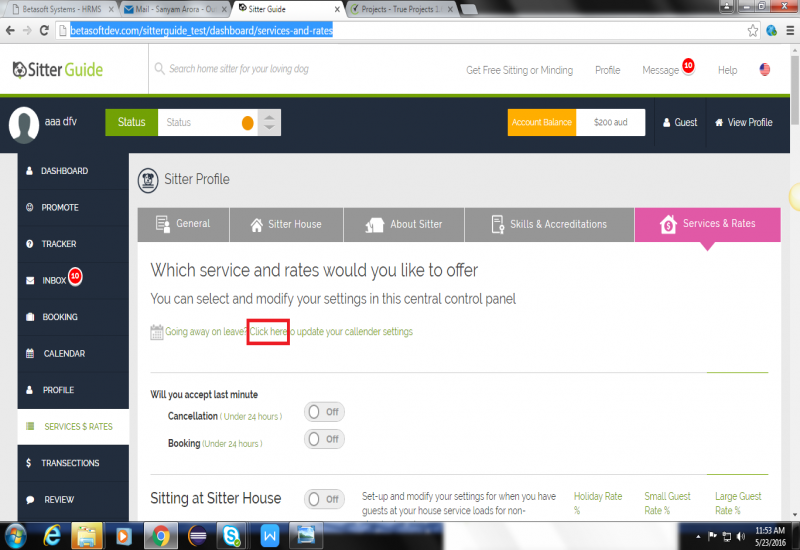 Betasoft Systems - HRMS
Mail - Sanyam Arora - Ou
Sitter Guide
Projects - True Projects 1.
betasoftdev.com/sitterguide_test/dashboard/services-and-rates
Sitter Guide
Search home sitter for your loving dog
Get Free Sitting or Minding
Profile
Message
10
Help
aaa dfv
Status
Status
Account Balance
$200 aud
Guest
View Profile
DASHBOARD
PROMOTE
TRACKER
INBOX
10
BOOKING
CALENDAR
PROFILE
SERVICES $ RATES
TRANSACTIONS
REVIEW
Sitter Profile
General
Sitter House
About Sitter
Skills & Accreditations
Services & Rates
Which service and rates would you like to offer
You can select and modify your settings in this central control panel
Going away on leave? Click here to update your callender settings
Will you accept last minute
Cancellation ( Under 24 hours )
Off
Booking (Under 24 hours )
Off
Sitting at Sitter House
Off
Set-up and modify your settings for when you have
guests at your house service loads for non-
Holiday Rate
%
Small Guest
Rate %
Large Guest
Rate %
11:53 AM
5/23/2016